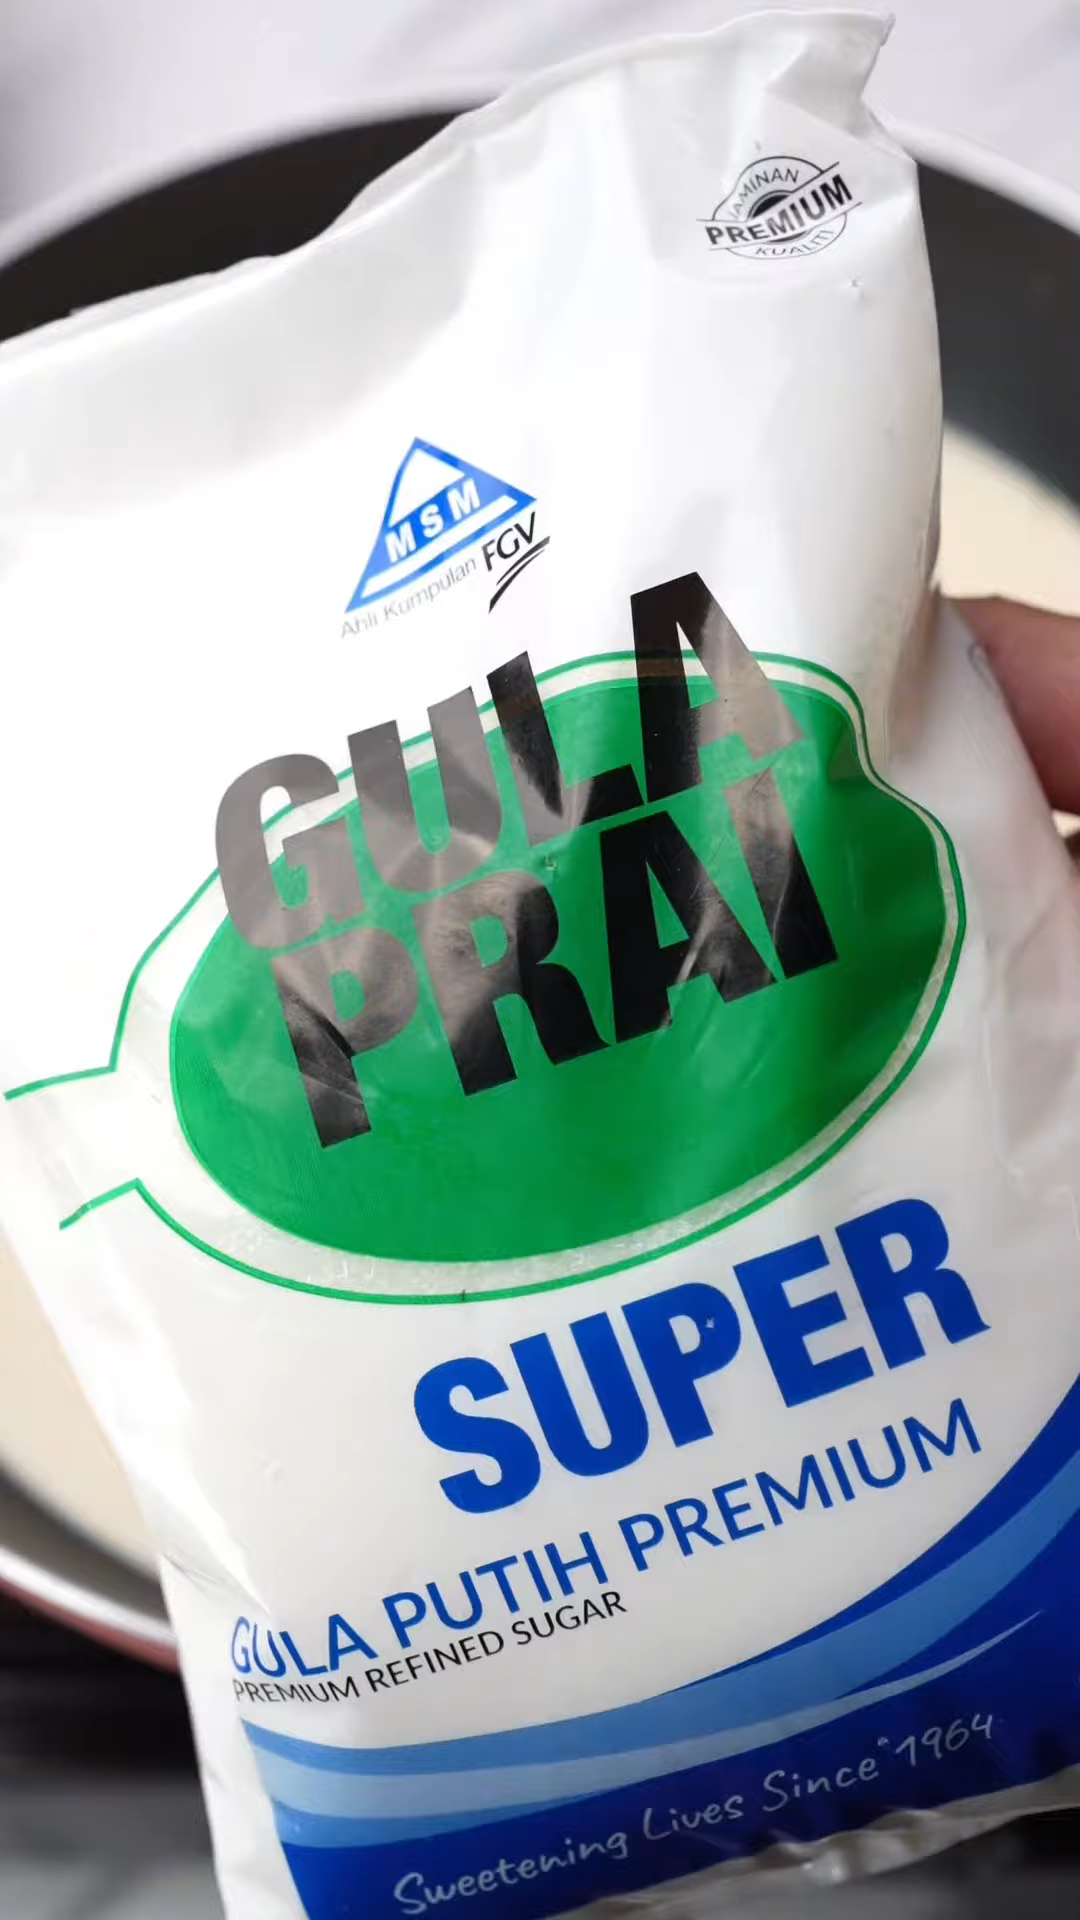 JAMINAN
PREMIUM
KUALITI
MSM
Ahli Kumpulan FGV
GULA
PRAI
SUPER
GULA PUTIH PREMIUM
PREMIUM REFINED SUGAR
Sweetening Lives Since 1964